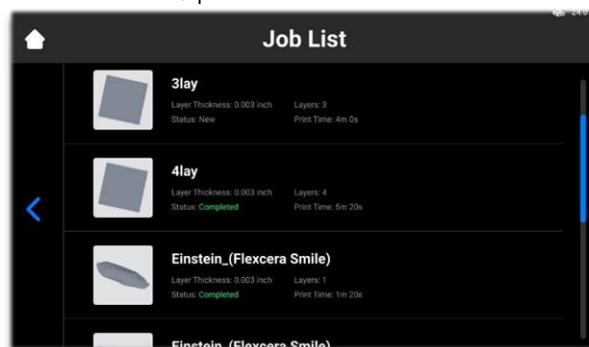 Job List
3lay
Layer Thickness: 0.003 inch Layers: 3
Status: New Print Time: 4m 0s
4lay
Layer Thickness: 0.003 inch Layers: 4
Status: Completed Print Time: 5m 20s
Einstein_(Flexcera Smile)
Layer Thickness: 0.003 inch Layers: 1
Status: Completed Print Time: 1m 20s
Einstein_(Flexcera Smile)